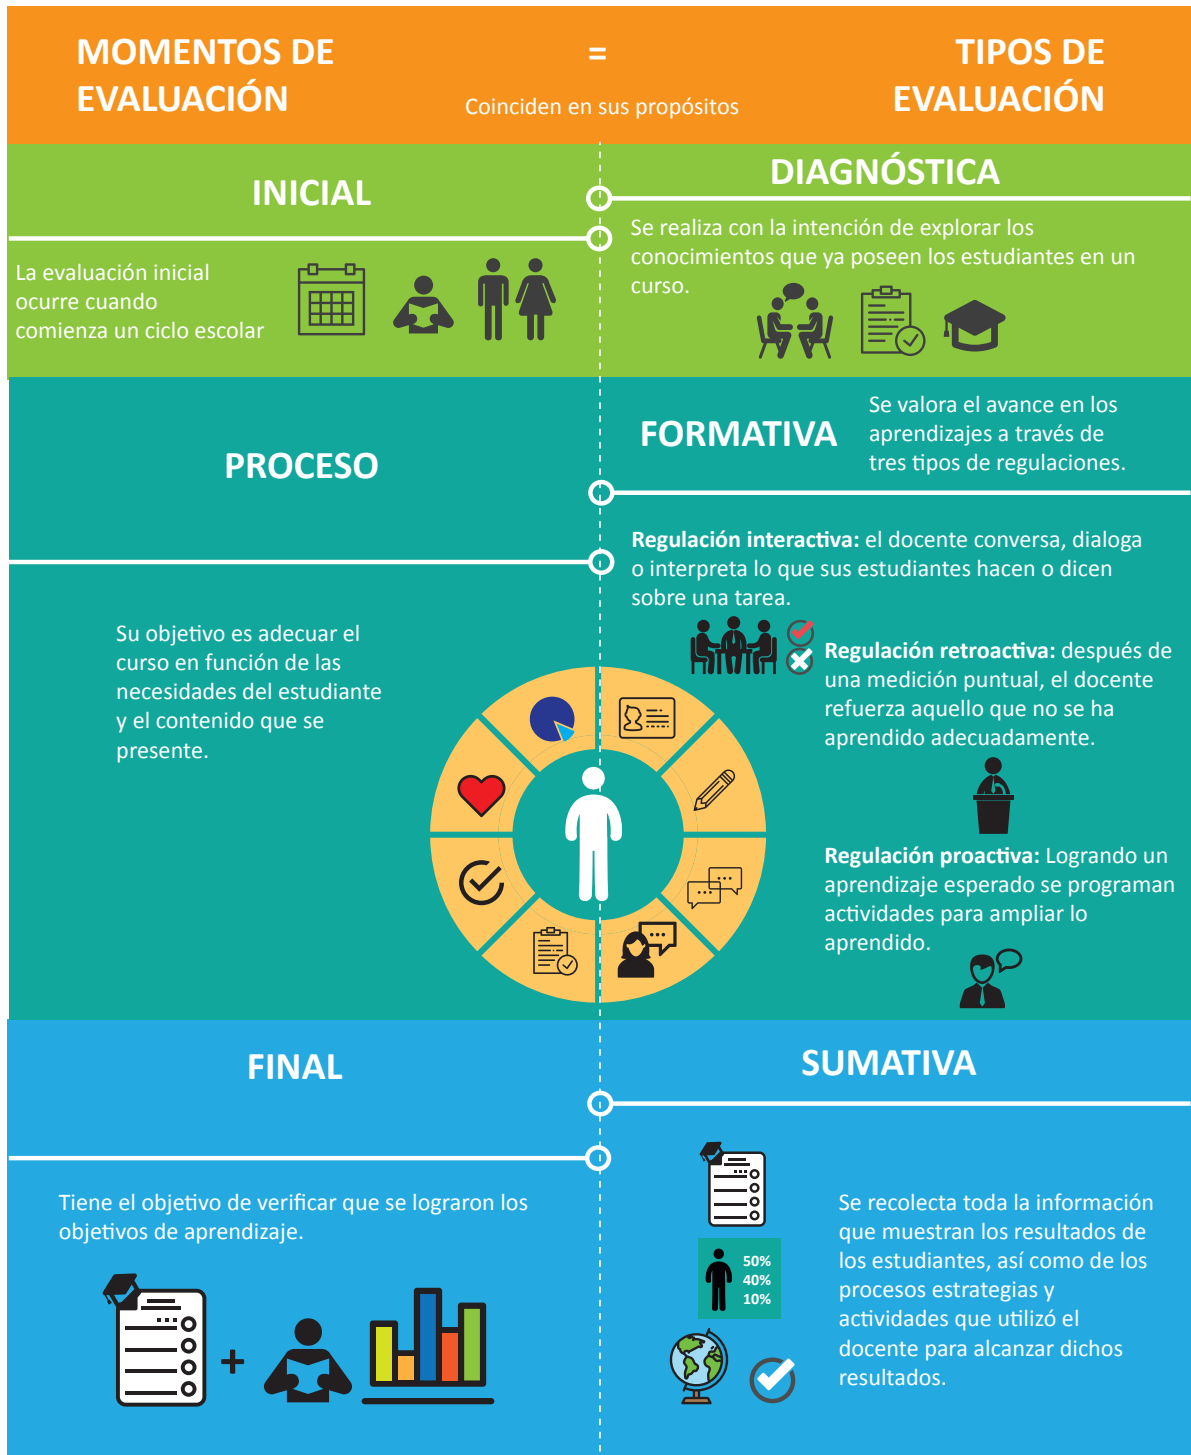 MOMENTOS DE
EVALUACIÓN
=
Coinciden en sus propósitos
TIPOS DE
EVALUACIÓN
INICIAL
La evaluación inicial
ocurre cuando
comienza un ciclo escolar
DIAGNÓSTICA
Se realiza con la intención de explorar los
conocimientos que ya poseen los estudiantes en un
curso.
PROCESO
Su objetivo es adecuar el
curso en función de las
necesidades del estudiante
y el contenido que se
presente.
FORMATIVA
Se valora el avance en los
aprendizajes a través de
tres tipos de regulaciones.
Regulación interactiva: el docente conversa, dialoga
o interpreta lo que sus estudiantes hacen o dicen
sobre una tarea.
Regulación retroactiva: después de
una medición puntual, el docente
refuerza aquello que no se ha
aprendido adecuadamente.
Regulación proactiva: Logrando un
aprendizaje esperado se programan
actividades para ampliar lo
aprendido.
FINAL
Tiene el objetivo de verificar que se lograron los
objetivos de aprendizaje.
+
SUMATIVA
50%
40%
10%
Se recolecta toda la información
que muestran los resultados de
los estudiantes, así como de los
procesos estrategias y
actividades que utilizó el
docente para alcanzar dichos
resultados.